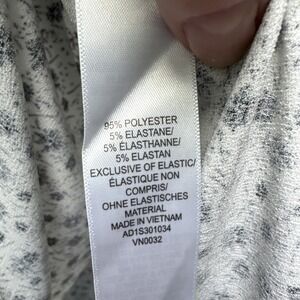 95% POLYESTER
5% ELASTANE/
5% ÉLASTHANNE/
5% ELASTAN
EXCLUSIVE OF ELASTIC/
ÉLASTIQUE NON
COMPRIS/
OHNE ELASTISCHES
MATERIAL
MADE IN VIETNAM
AD1S301034
VN0032